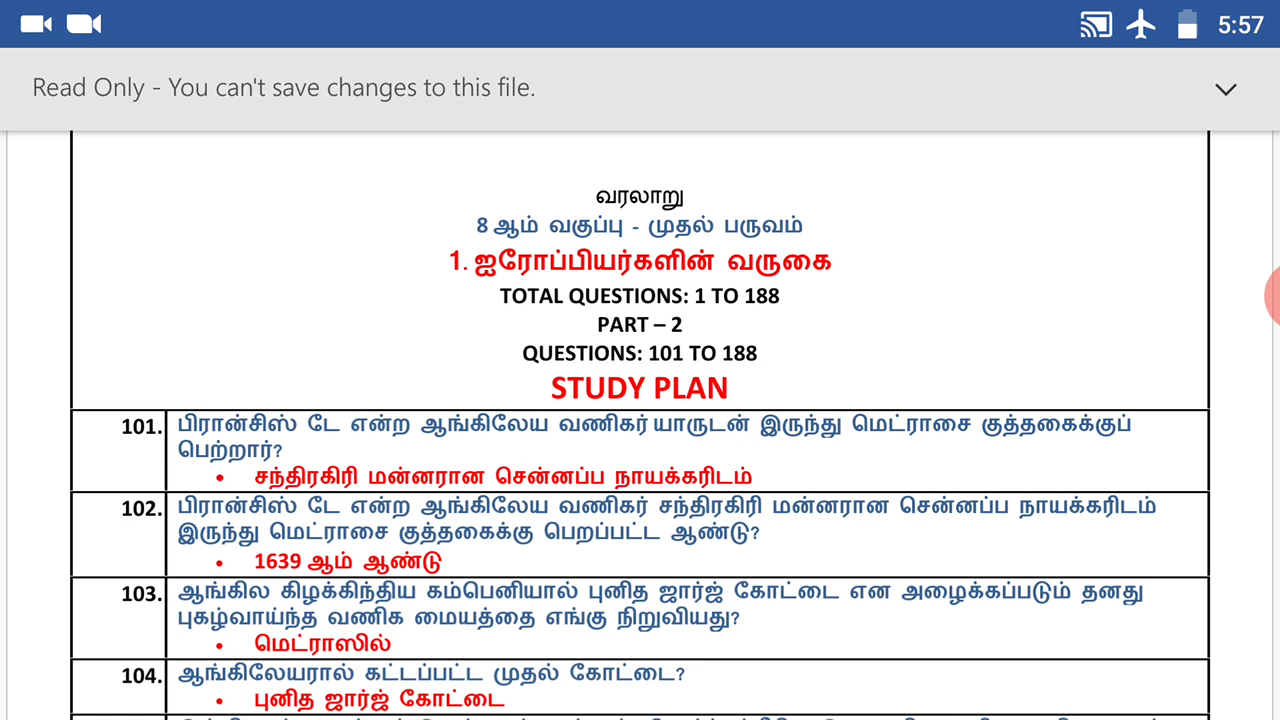 5:57
Read Only - You can't save changes to this file.
வரலாறு
8 ஆம் வகுப்பு - முதல் பருவம்
1. ஐரோப்பியர்களின் வருகை
TOTAL QUESTIONS: 1 TO 188
PART – 2
QUESTIONS: 101 TO 188
STUDY PLAN
101. பிரான்சிஸ் டே என்ற ஆங்கிலேய வணிகர் யாருடன் இருந்து மெட்ராசை குத்தகைக்குப்
பெற்றார்?
• சந்திரகிரி மன்னரான சென்னப்ப நாயக்கரிடம்
102. பிரான்சிஸ் டே என்ற ஆங்கிலேய வணிகர் சந்திரகிரி மன்னரான சென்னப்ப நாயக்கரிடம்
இருந்து மெட்ராசை குத்தகைக்கு பெறப்பட்ட ஆண்டு?
• 1639 ஆம் ஆண்டு
103. ஆங்கில கிழக்கிந்திய கம்பெனியால் புனித ஜார்ஜ் கோட்டை என அழைக்கப்படும் தனது
புகழ்வாய்ந்த வணிக மையத்தை எங்கு நிறுவியது?
• மெட்ராஸில்
104. ஆங்கிலேயரால் கட்டப்பட்ட முதல் கோட்டை?
• புனித ஜார்ஜ் கோட்டை